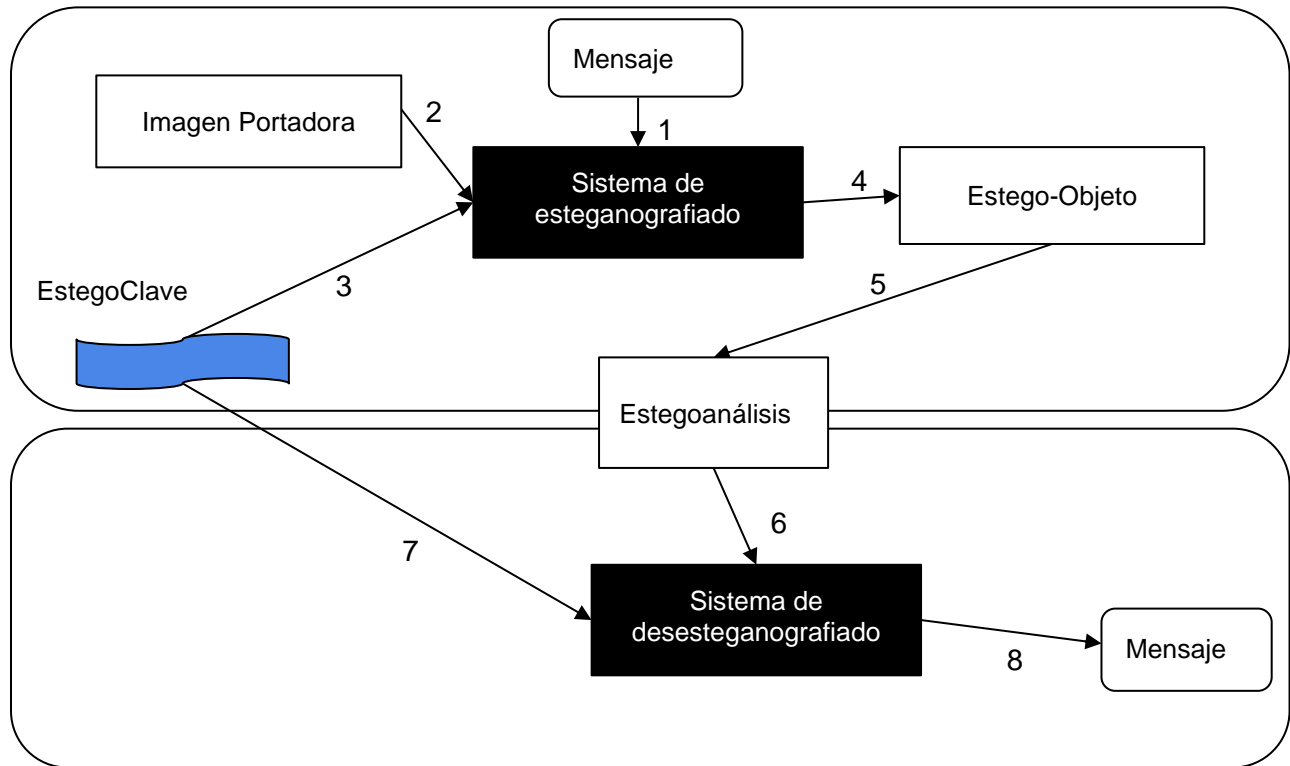 Mensaje
Imagen Portadora
2
1
Sistema de
esteganografiado
4
Estego-Objeto
EstegoClave
3
5
Estegoanálisis
6
7
Sistema de
desesteganografiado
8
Mensaje